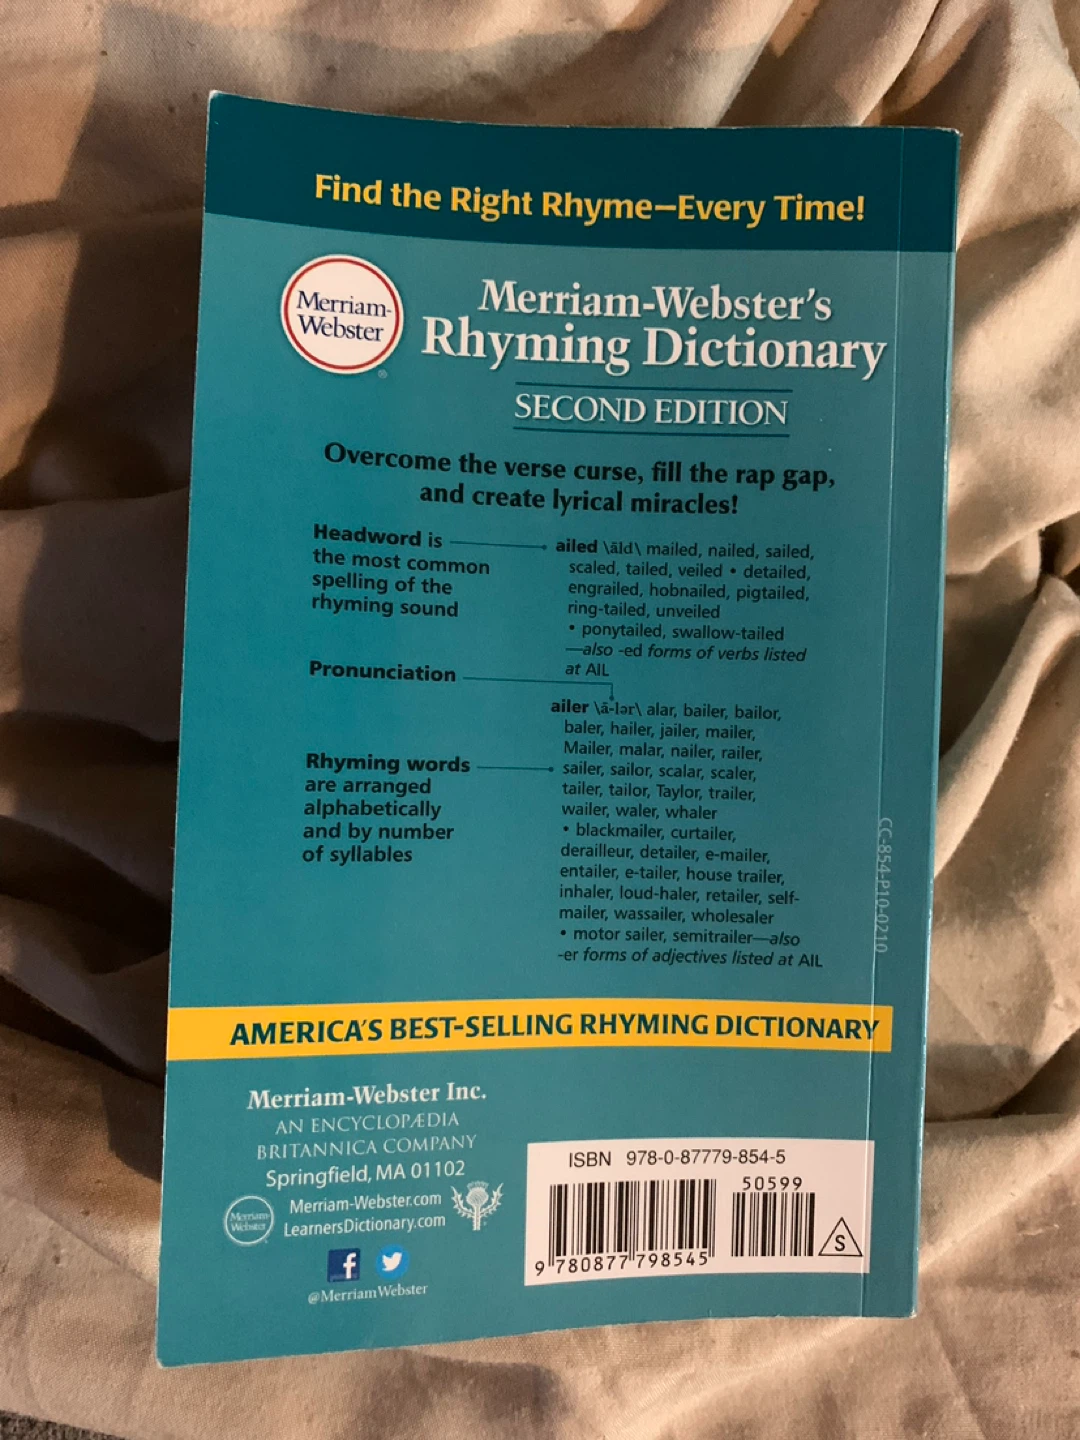 Find the Right Rhyme—Every Time!
Merriam-
Webster
®
Merriam-Webster's
Rhyming Dictionary
SECOND EDITION
Overcome the verse curse, fill the rap gap,
and create lyrical miracles!
Headword is
the most common
spelling of the
rhyming sound
ailed \āld\ mailed, nailed, sailed,
scaled, tailed, veiled • detailed,
engrailed, hobnailed, pigtailed,
ring-tailed, unveiled
• ponytailed, swallow-tailed
—also -ed forms of verbs listed
at AIL
Pronunciation
ailer \ā-lər\ alar, bailer, bailor,
baler, hailer, jailer, mailer,
Mailer, malar, nailer, railer,
sailer, sailor, scalar, scaler,
tailer, tailor, Taylor, trailer,
wailer, waler, whaler
• blackmailer, curtailer,
derailleur, detailer, e-mailer,
entailer, e-tailer, house trailer,
inhaler, loud-haler, retailer, self-
mailer, wassailer, wholesaler
• motor sailer, semitrailer—also
-er forms of adjectives listed at AIL
Rhyming words
are arranged
alphabetically
and by number
of syllables
CC-854-P10-0210
AMERICA'S BEST-SELLING RHYMING DICTIONARY
Merriam-Webster Inc.
AN ENCYCLOPÆDIA
BRITANNICA COMPANY
Springfield, MA 01102
Merriam-
Webster
Merriam-Webster.com
LearnersDictionary.com
f
@MerriamWebster
ISBN 978-0-87779-854-5
50599
9 780877 798545
S